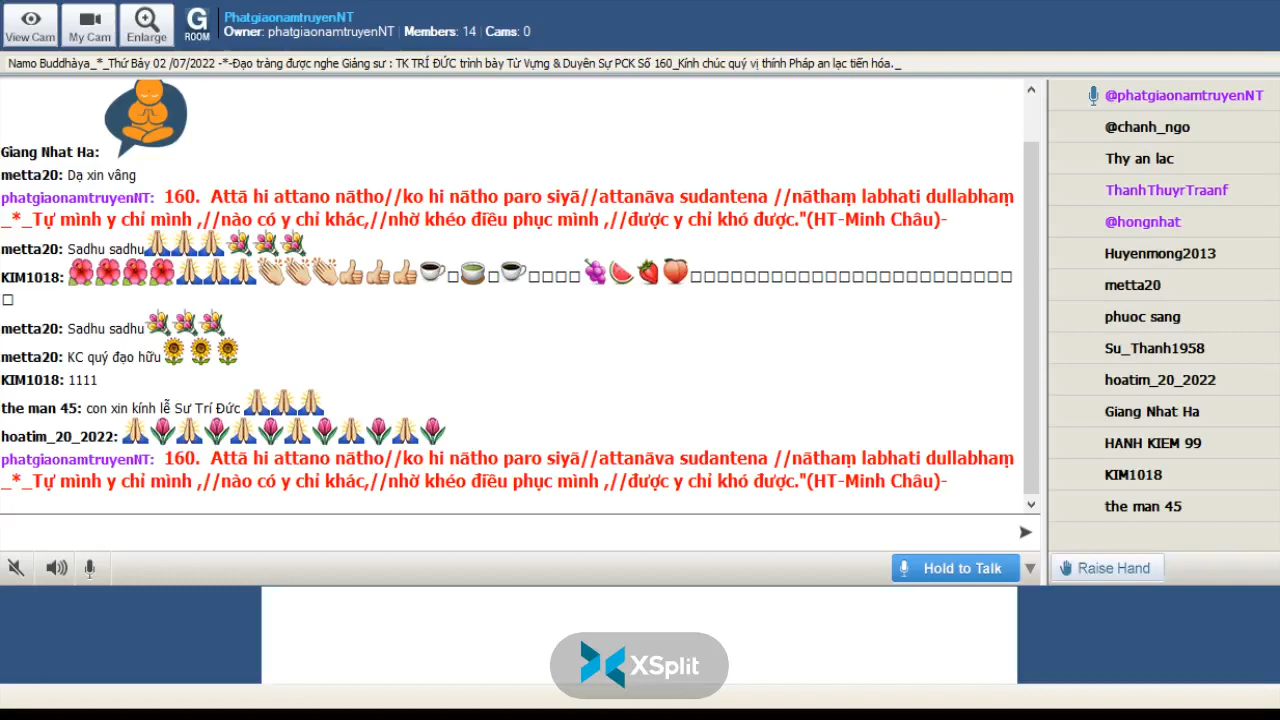 View Cam
My Cam
Enlarge
G
ROOM
PhatgiaonamtruyenNT
Owner: phatgiaonamtruyenNT | Members: 14 | Cams: 0
Namo Buddhàya_*_Thứ Bảy 02 /07/2022 -*-Đạo tràng được nghe Giảng sư : TK TRÍ ĐỨC trình bày Từ Vựng & Duyên Sự PCK Số 160_Kính chúc quý vị thính Pháp an lạc tiến hóa._
Giang Nhat Ha:
metta20: Dạ xin vâng
phatgiaonamtruyenNT: 160. Attā hi attano nātho//ko hi nātho paro siyā//attanāva sudantena //nāthaṃ labhati dullabhaṃ
_*_Tự mình y chỉ mình ,//nào có y chỉ khác,//nhờ khéo điều phục mình ,//được y chỉ khó được."(HT-Minh Châu)-
metta20: Sadhu sadhu🙏🙏🙏💐💐💐
KIM1018: 🌺🌺🌺🌺🙏🙏🙏👏👏👏👍👍👍☕□🍵□☕□□□□🍇🍉🍓🍑□□□□□□□□□□□□□□□□□□□□□□□□
□
metta20: Sadhu sadhu💐💐💐
metta20: KC quý đạo hữu🌻🌻🌻
KIM1018: 1111
the man 45: con xin kính lễ Sư Trí Đức 🙏🙏🙏
hoatim_20_2022: 🙏🌷🙏🌷🙏🌷🙏🌷🙏🌷🙏🌷
phatgiaonamtruyenNT: 160. Attā hi attano nātho//ko hi nātho paro siyā//attanāva sudantena //nāthaṃ labhati dullabhaṃ
_*_Tự mình y chỉ mình ,//nào có y chỉ khác,//nhờ khéo điều phục mình ,//được y chỉ khó được."(HT-Minh Châu)-
Hold to Talk
@phatgiaonamtruyenNT
@chanh_ngo
Thy an lac
ThanhThuyrTraanf
@hongnhat
Huyenmong2013
metta20
phuoc sang
Su_Thanh1958
hoatim_20_2022
Giang Nhat Ha
HANH KIEM 99
KIM1018
the man 45
Raise Hand
XSplit